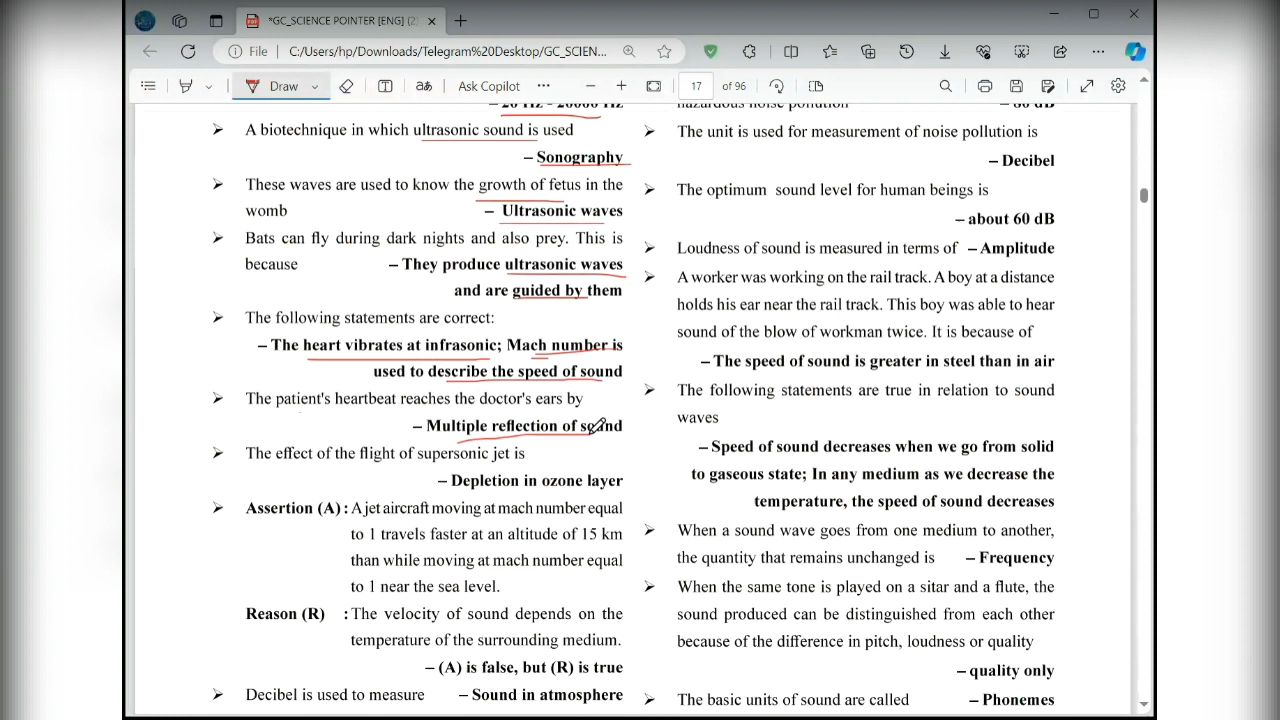 *GC_SCIENCE POINTER [ENG] (2)
File
C:/Users/hp/Downloads/Telegram%20Desktop/GC_SCIEN...
Draw
aあ
Ask Copilot
17
of 96
– 20 Hz - 20000 Hz
➢ A biotechnique in which ultrasonic sound is used
– Sonography
➢ These waves are used to know the growth of fetus in the
womb – Ultrasonic waves
➢ Bats can fly during dark nights and also prey. This is
because – They produce ultrasonic waves
and are guided by them
➢ The following statements are correct:
– The heart vibrates at infrasonic; Mach number is
used to describe the speed of sound
➢ The patient's heartbeat reaches the doctor's ears by
– Multiple reflection of sound
➢ The effect of the flight of supersonic jet is
– Depletion in ozone layer
➢ Assertion (A) : A jet aircraft moving at mach number equal
to 1 travels faster at an altitude of 15 km
than while moving at mach number equal
to 1 near the sea level.
Reason (R) : The velocity of sound depends on the
temperature of the surrounding medium.
– (A) is false, but (R) is true
➢ Decibel is used to measure – Sound in atmosphere
hazardous noise pollution – 80 dB
➢ The unit is used for measurement of noise pollution is
– Decibel
➢ The optimum sound level for human beings is
– about 60 dB
➢ Loudness of sound is measured in terms of – Amplitude
➢ A worker was working on the rail track. A boy at a distance
holds his ear near the rail track. This boy was able to hear
sound of the blow of workman twice. It is because of
– The speed of sound is greater in steel than in air
➢ The following statements are true in relation to sound
waves
– Speed of sound decreases when we go from solid
to gaseous state; In any medium as we decrease the
temperature, the speed of sound decreases
➢ When a sound wave goes from one medium to another,
the quantity that remains unchanged is – Frequency
➢ When the same tone is played on a sitar and a flute, the
sound produced can be distinguished from each other
because of the difference in pitch, loudness or quality
– quality only
➢ The basic units of sound are called – Phonemes